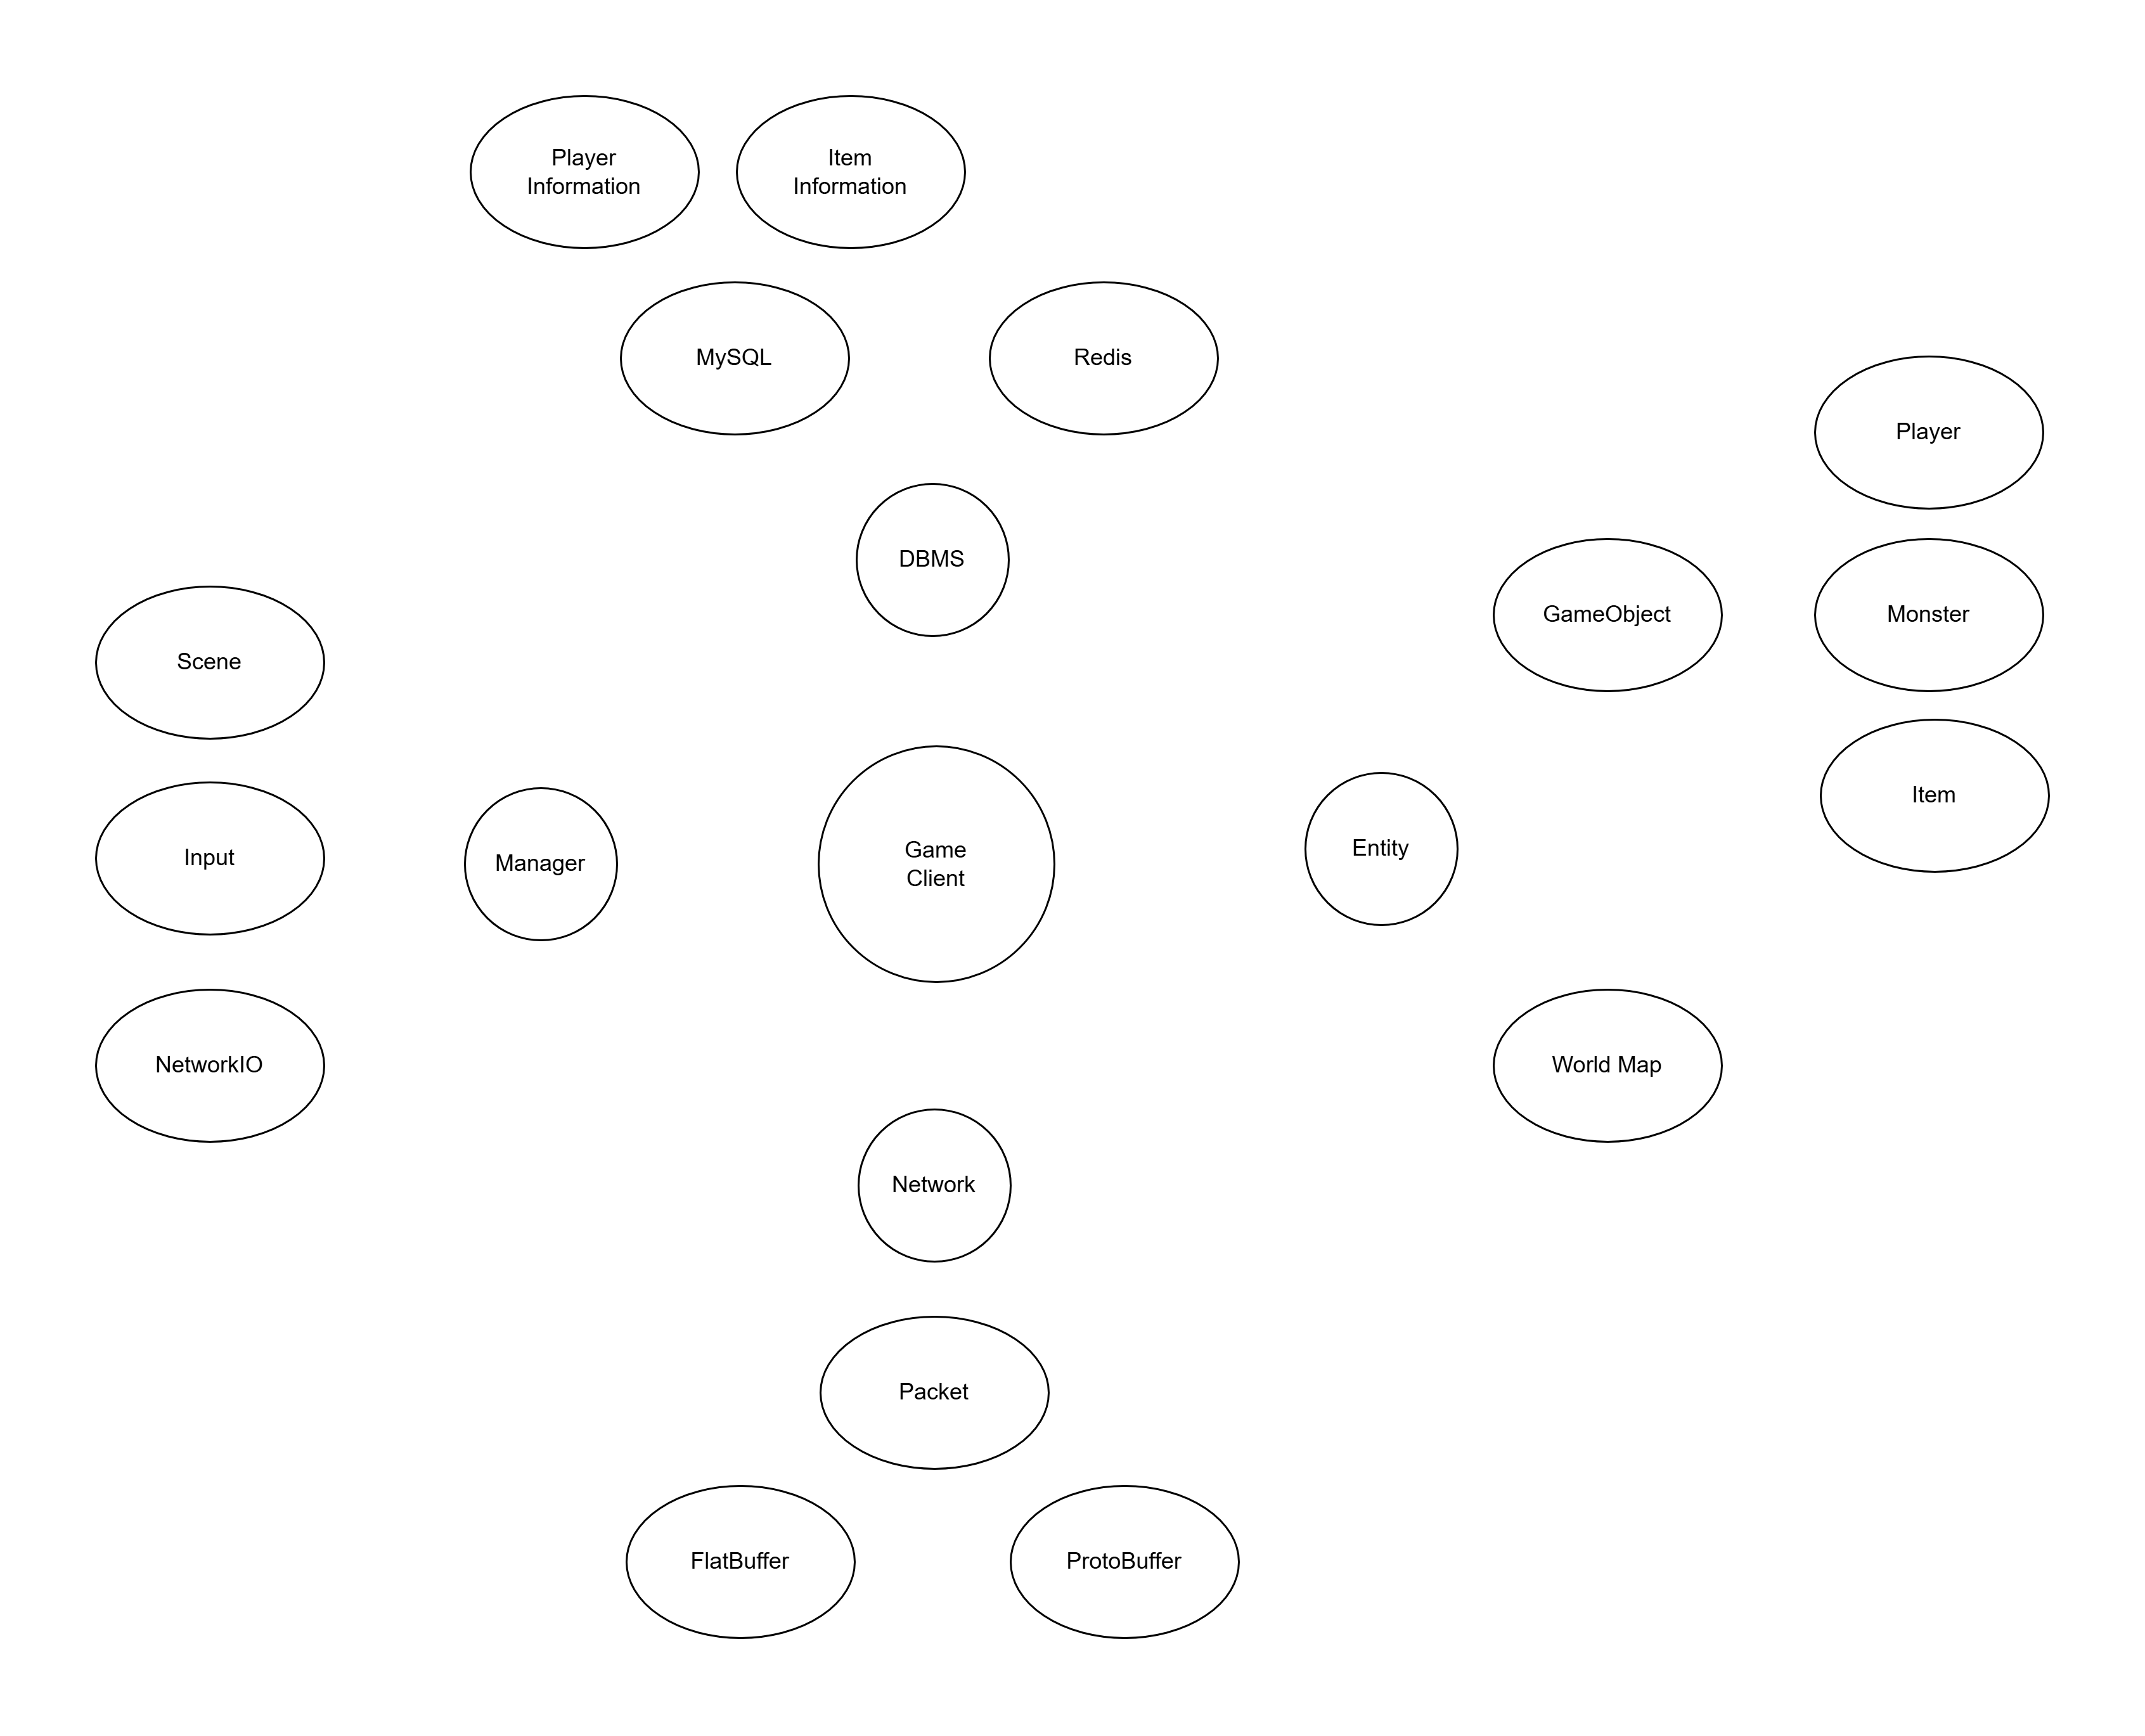 Player
Information
Item
Information
MySQL
Redis
Player
DBMS
GameObject
Monster
Scene
Item
Input
Manager
Game
Client
Entity
NetworkIO
World Map
Network
Packet
FlatBuffer
ProtoBuffer